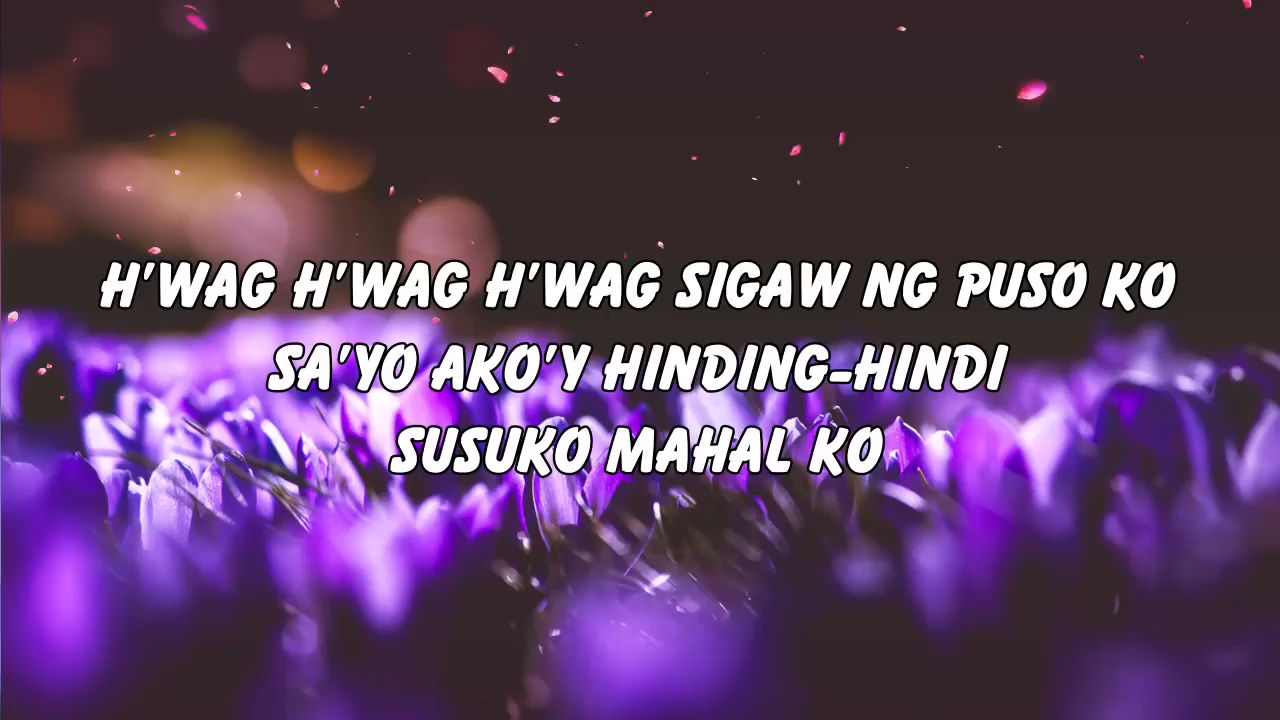 H'WAG H'WAG H'WAG SIGAW NG PUSO KO
SA'YO AKO'Y HINDING-HINDI
SUSUKO MAHAL KO